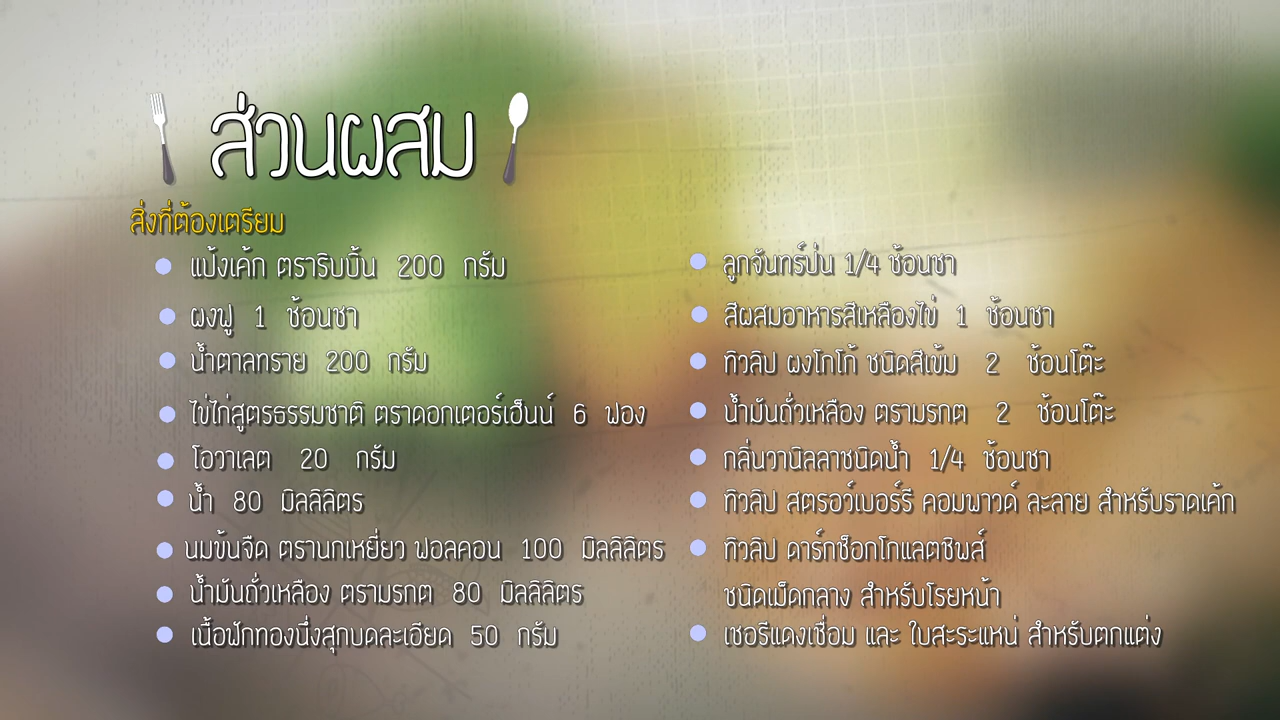 ส่วนผสม
สิ่งที่ต้องเตรียม
แป้งเค้ก ตราริบบิ้น 200 กรัม
ผงฟู 1 ช้อนชา
น้ำตาลทราย 200 กรัม
ไข่ไก่สูตรธรรมชาติ ตราดอกเตอร์เฮ็นน์ 6 ฟอง
โอวาเลต 20 กรัม
น้ำ 80 มิลลิลิตร
นมข้นจืด ตรานกเหยี่ยว ฟอลคอน 100 มิลลิลิตร
น้ำมันถั่วเหลือง ตรามรกต 80 มิลลิลิตร
เนื้อฟักทองนึ่งสุกบดละเอียด 50 กรัม
ลูกจันทร์ป่น 1/4 ช้อนชา
สีผสมอาหารสีเหลืองไข่ 1 ช้อนชา
ทิวลิป ผงโกโก้ ชนิดสีเข้ม 2 ช้อนโต๊ะ
น้ำมันถั่วเหลือง ตรามรกต 2 ช้อนโต๊ะ
กลิ่นวานิลลาชนิดน้ำ 1/4 ช้อนชา
ทิวลิป สตรอว์เบอร์รี คอมพาวด์ ละลาย สำหรับราดเค้ก
ทิวลิป ดาร์กช็อกโกแลตชิพส์
ชนิดเม็ดกลาง สำหรับโรยหน้า
เชอรีแดงเชื่อม และ ใบสะระแหน่ สำหรับตกแต่ง